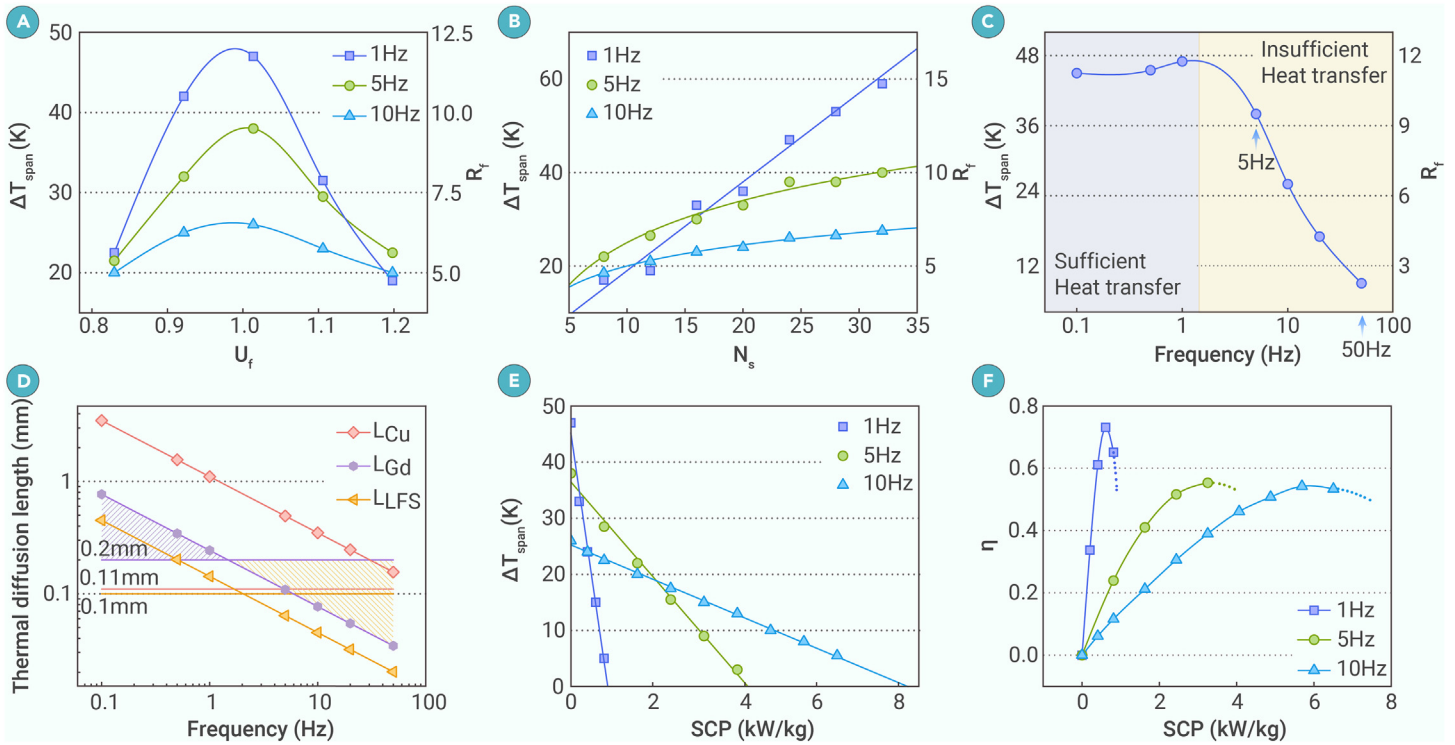 A
50
40
30
20
ΔTspan (K)
12.5
10.0
7.5
5.0
Rf
1Hz
5Hz
10Hz
0.8
0.9
1.0
1.1
1.2
Uf
B
60
40
20
ΔTspan (K)
15
10
5
Rf
1Hz
5Hz
10Hz
5
10
15
20
25
30
35
Ns
C
48
36
24
12
ΔTspan (K)
12
9
6
3
Rf
Insufficient
Heat transfer
5Hz
Sufficient
Heat transfer
0.1
1
10
100
Frequency (Hz)
50Hz
D
Thermal diffusion length (mm)
1
0.1
LCu
LGd
LLFS
0.2mm
0.11mm
0.1mm
0.1
1
10
100
Frequency (Hz)
E
50
40
30
20
10
0
ΔTspan(K)
1Hz
5Hz
10Hz
0
2
4
6
8
SCP (kW/kg)
F
0.8
0.6
0.4
0.2
0.0
η
1Hz
5Hz
10Hz
0
2
4
6
8
SCP (kW/kg)